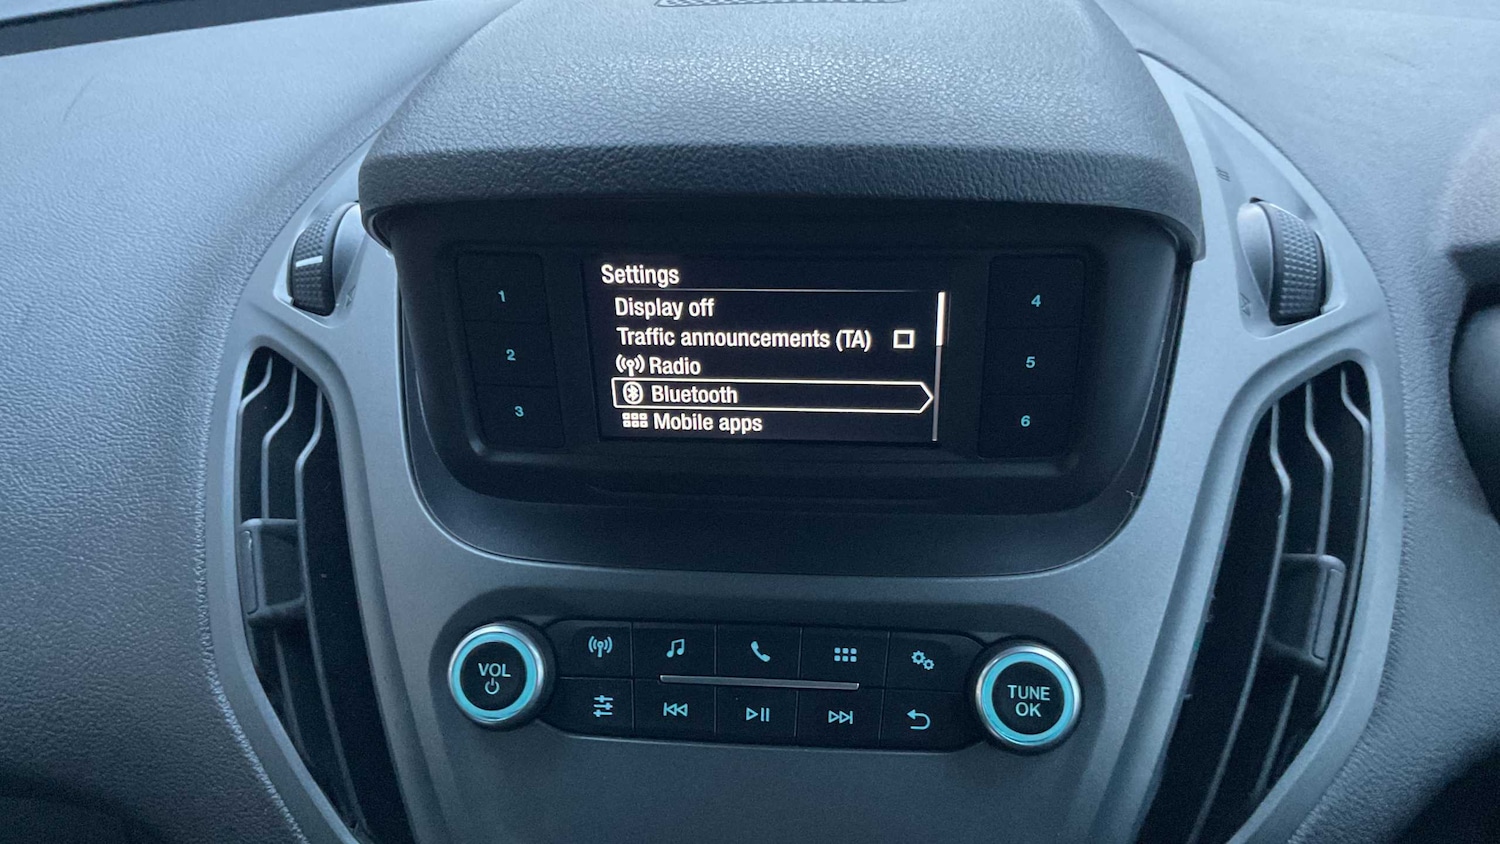 Settings
Display off
Traffic announcements (TA)
Radio
Bluetooth
Mobile apps
1
2
3
4
5
6
VOL
TUNE
OK